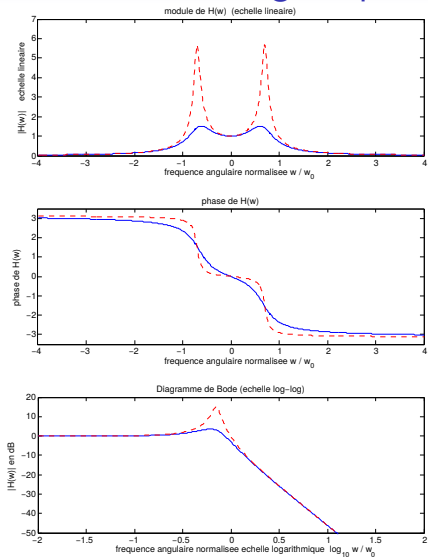 module de H(w) (echelle lineaire)
|H(w)| echelle lineaire
7
6
5
4
3
2
1
0
−4 −3 −2 −1 0 1 2 3 4
frequence angulaire normalisee w / w0
phase de H(w)
phase de H(w)
3
2
1
0
−1
−2
−3
−4 −3 −2 −1 0 1 2 3 4
frequence angulaire normalisee w / w0
Diagramme de Bode (echelle log−log)
|H(w)| en dB
20
10
0
−10
−20
−30
−40
−50
−2 −1.5 −1 −0.5 0 0.5 1 1.5 2
frequence angulaire normalisee echelle logarithmique log10 w / w0